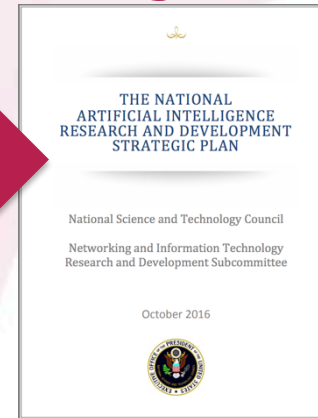 THE NATIONAL
ARTIFICIAL INTELLIGENCE
RESEARCH AND DEVELOPMENT
STRATEGIC PLAN
National Science and Technology Council
Networking and Information Technology
Research and Development Subcommittee
October 2016